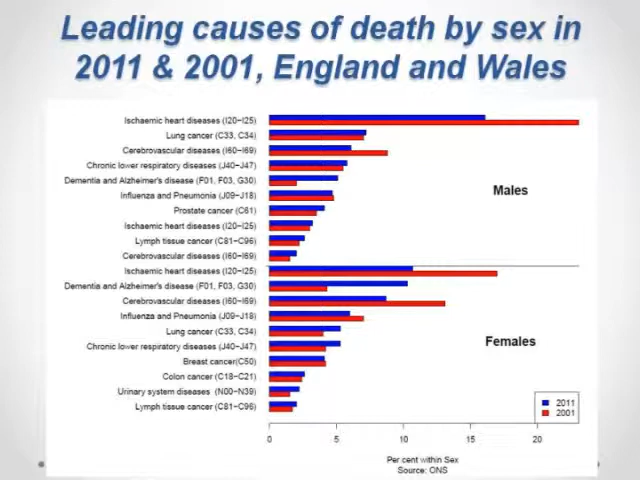 Leading causes of death by sex in
2011 & 2001, England and Wales
Ischaemic heart diseases (I20-I25)
Lung cancer (C33, C34)
Cerebrovascular diseases (I60-I69)
Chronic lower respiratory diseases (J40-J47)
Dementia and Alzheimer's disease (F01, F03, G30)
Influenza and Pneumonia (J09-J18)
Prostate cancer (C61)
Ischaemic heart diseases (I20-I25)
Lymph tissue cancer (C81-C96)
Cerebrovascular diseases (I60-I69)
Males
Ischaemic heart diseases (I20-I25)
Dementia and Alzheimer's disease (F01, F03, G30)
Cerebrovascular diseases (I60-I69)
Influenza and Pneumonia (J09-J18)
Lung cancer (C33, C34)
Chronic lower respiratory diseases (J40-J47)
Breast cancer(C50)
Colon cancer (C18-C21)
Urinary system diseases (N00-N39)
Lymph tissue cancer (C81-C96)
Females
2011
2001
0 5 10 15 20
Per cent within Sex
Source: ONS